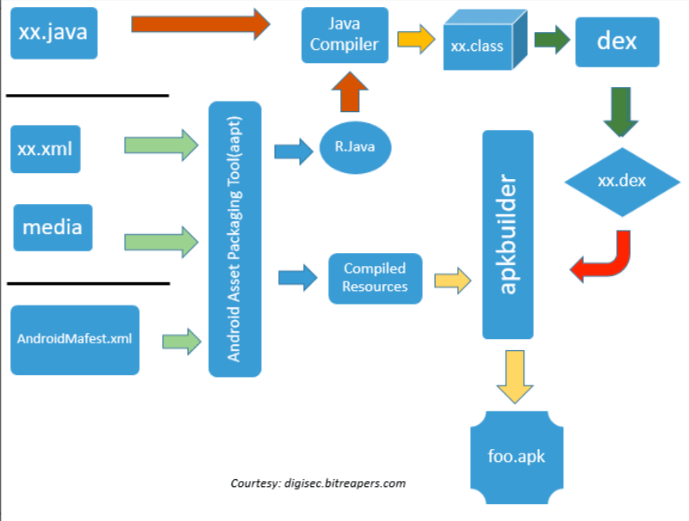 xx.java
Java
Compiler
xx.class
dex
xx.xml
media
AndroidMafest.xml
Android Asset Packaging Tool(aapt)
R.Java
Compiled
Resources
apkbuilder
xx.dex
foo.apk
Courtesy: digisec.bitreapers.com